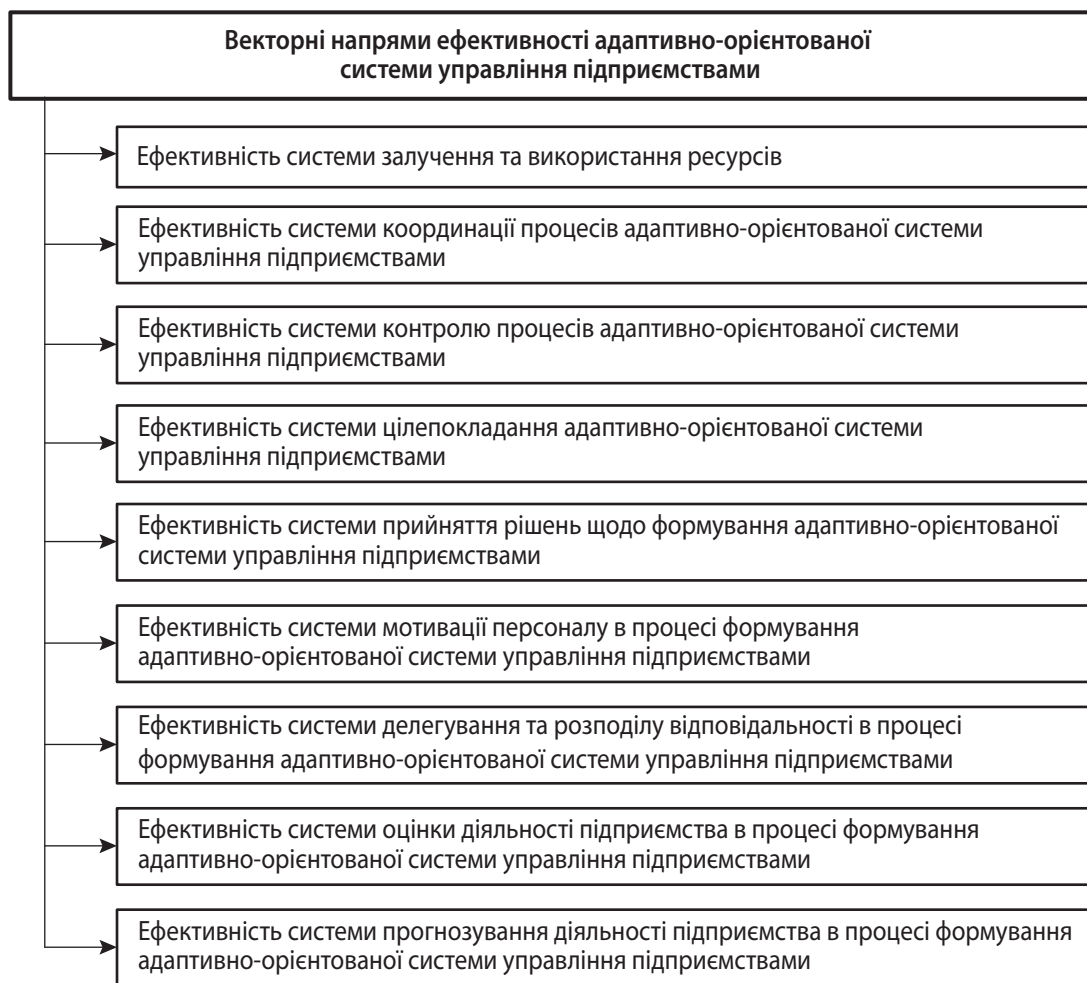 Векторні напрями ефективності адаптивно-орієнтованої
системи управління підприємствами
Ефективність системи залучення та використання ресурсів
Ефективність системи координації процесів адаптивно-орієнтованої системи
управління підприємствами
Ефективність системи контролю процесів адаптивно-орієнтованої системи
управління підприємствами
Ефективність системи цілепокладання адаптивно-орієнтованої системи
управління підприємствами
Ефективність системи прийняття рішень щодо формування адаптивно-орієнтованої
системи управління підприємствами
Ефективність системи мотивації персоналу в процесі формування
адаптивно-орієнтованої системи управління підприємствами
Ефективність системи делегування та розподілу відповідальності в процесі
формування адаптивно-орієнтованої системи управління підприємствами
Ефективність системи оцінки діяльності підприємства в процесі формування
адаптивно-орієнтованої системи управління підприємствами
Ефективність системи прогнозування діяльності підприємства в процесі формування
адаптивно-орієнтованої системи управління підприємствами